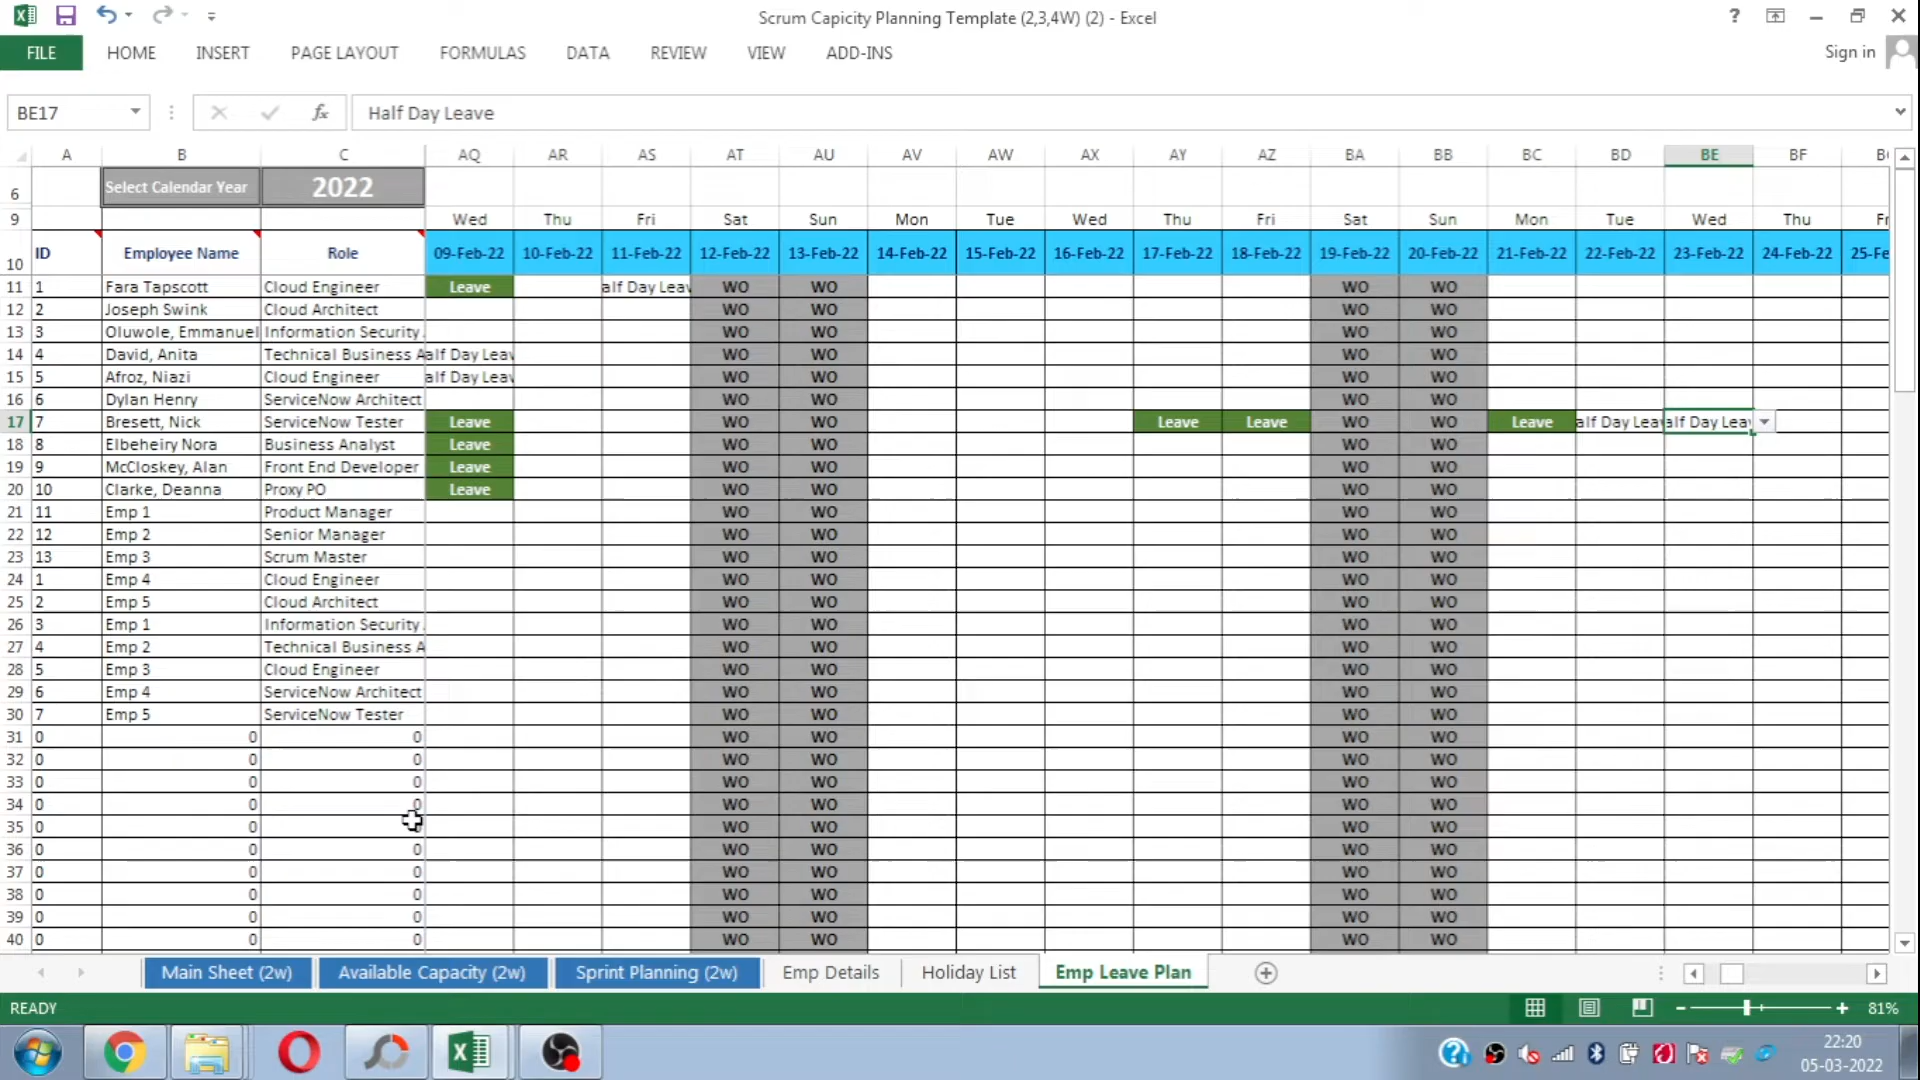 Scrum Capicity Planning Template (2,3,4W) (2) - Excel
FILE HOME INSERT PAGE LAYOUT FORMULAS DATA REVIEW VIEW ADD-INS Sign in
BE17 fx Half Day Leave
A B C AQ AR AS AT AU AV AW AX AY AZ BA BB BC BD BE BF
6 Select Calendar Year 2022
9 Wed Thu Fri Sat Sun Mon Tue Wed Thu Fri Sat Sun Mon Tue Wed Thu
10 ID Employee Name Role 09-Feb-22 10-Feb-22 11-Feb-22 12-Feb-22 13-Feb-22 14-Feb-22 15-Feb-22 16-Feb-22 17-Feb-22 18-Feb-22 19-Feb-22 20-Feb-22 21-Feb-22 22-Feb-22 23-Feb-22 24-Feb-22 25-Fe
11 1 Fara Tapscott Cloud Engineer Leave alf Day Leav WO WO WO WO
12 2 Joseph Swink Cloud Architect WO WO WO WO
13 3 Oluwole, Emmanuel Information Security WO WO WO WO
14 4 David, Anita Technical Business A alf Day Leav WO WO WO WO
15 5 Afroz, Niazi Cloud Engineer alf Day Leav WO WO WO WO
16 6 Dylan Henry ServiceNow Architect WO WO WO WO
17 7 Bresett, Nick ServiceNow Tester Leave WO WO Leave Leave WO WO Leave alf Day Leav alf Day Leav
18 8 Elbeheiry Nora Business Analyst Leave WO WO WO WO
19 9 McCloskey, Alan Front End Developer Leave WO WO WO WO
20 10 Clarke, Deanna Proxy PO Leave WO WO WO WO
21 11 Emp 1 Product Manager WO WO WO WO
22 12 Emp 2 Senior Manager WO WO WO WO
23 13 Emp 3 Scrum Master WO WO WO WO
24 1 Emp 4 Cloud Engineer WO WO WO WO
25 2 Emp 5 Cloud Architect WO WO WO WO
26 3 Emp 1 Information Security WO WO WO WO
27 4 Emp 2 Technical Business A WO WO WO WO
28 5 Emp 3 Cloud Engineer WO WO WO WO
29 6 Emp 4 ServiceNow Architect WO WO WO WO
30 7 Emp 5 ServiceNow Tester WO WO WO WO
31 0 0 0 WO WO WO WO
32 0 0 0 WO WO WO WO
33 0 0 0 WO WO WO WO
34 0 0 0 WO WO WO WO
35 0 0 WO WO WO WO
36 0 0 0 WO WO WO WO
37 0 0 0 WO WO WO WO
38 0 0 0 WO WO WO WO
39 0 0 0 WO WO WO WO
40 0 0 0 WO WO WO WO
Main Sheet (2w) Available Capacity (2w) Sprint Planning (2w) Emp Details Holiday List Emp Leave Plan
READY 81%
22:20
05-03-2022